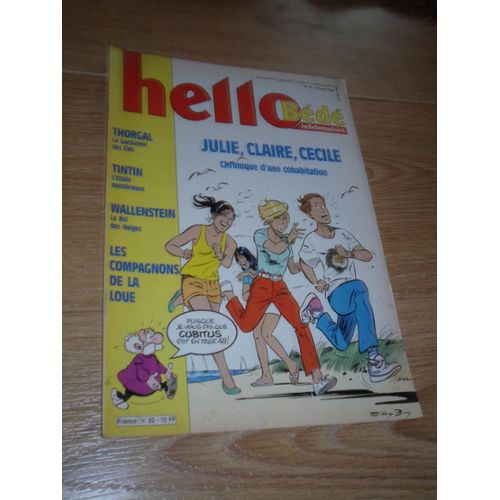 hello
Bédé
hebdomadaire
THORGAL
La Gardienne
des Clés
TINTIN
L'étoile
mystérieuse
WALLENSTEIN
Le Roi
des Neiges
LES
COMPAGNONS
DE LA
LOUE
JULIE, CLAIRE, CECILE
Chronique d'une cohabitation
PUISQUE
JE VOUS DIS QUE
CUBITUS
EST EN PAGE 48!
France: n° 82 - 10 FF